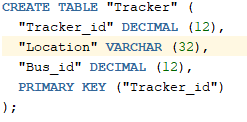 CREATE TABLE "Tracker" (
"Tracker_id" DECIMAL (12),
"Location" VARCHAR (32),
"Bus_id" DECIMAL (12),
PRIMARY KEY ("Tracker_id")
);